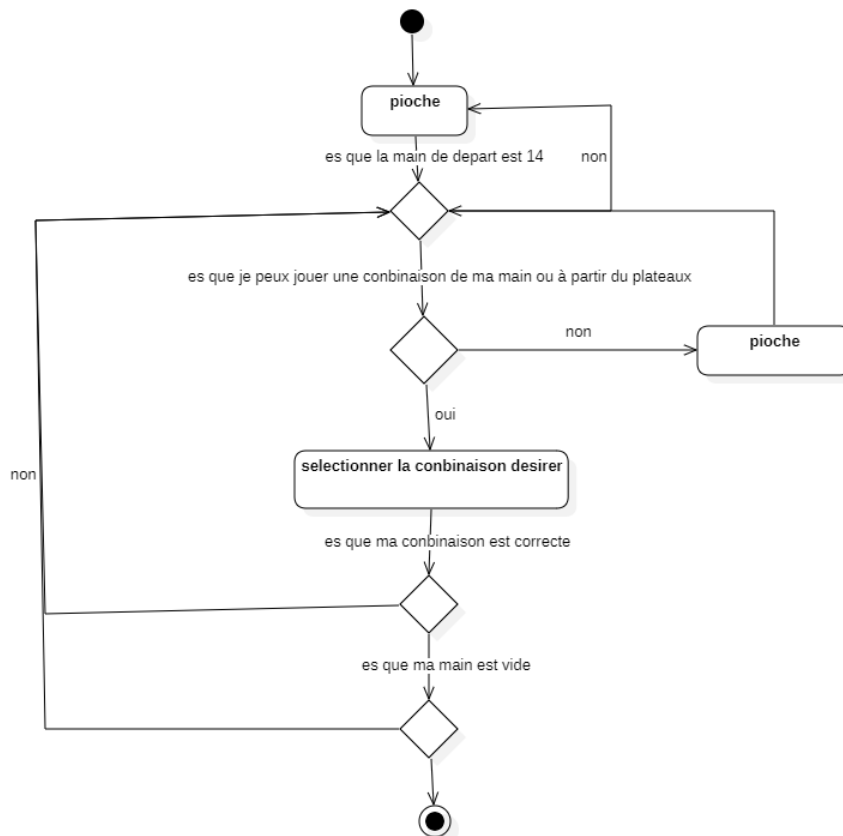 pioche
es que la main de depart est 14
non
es que je peux jouer une conbinaison de ma main ou à partir du plateaux
non
pioche
oui
selectionner la conbinaison desirer
non
es que ma conbinaison est correcte
es que ma main est vide